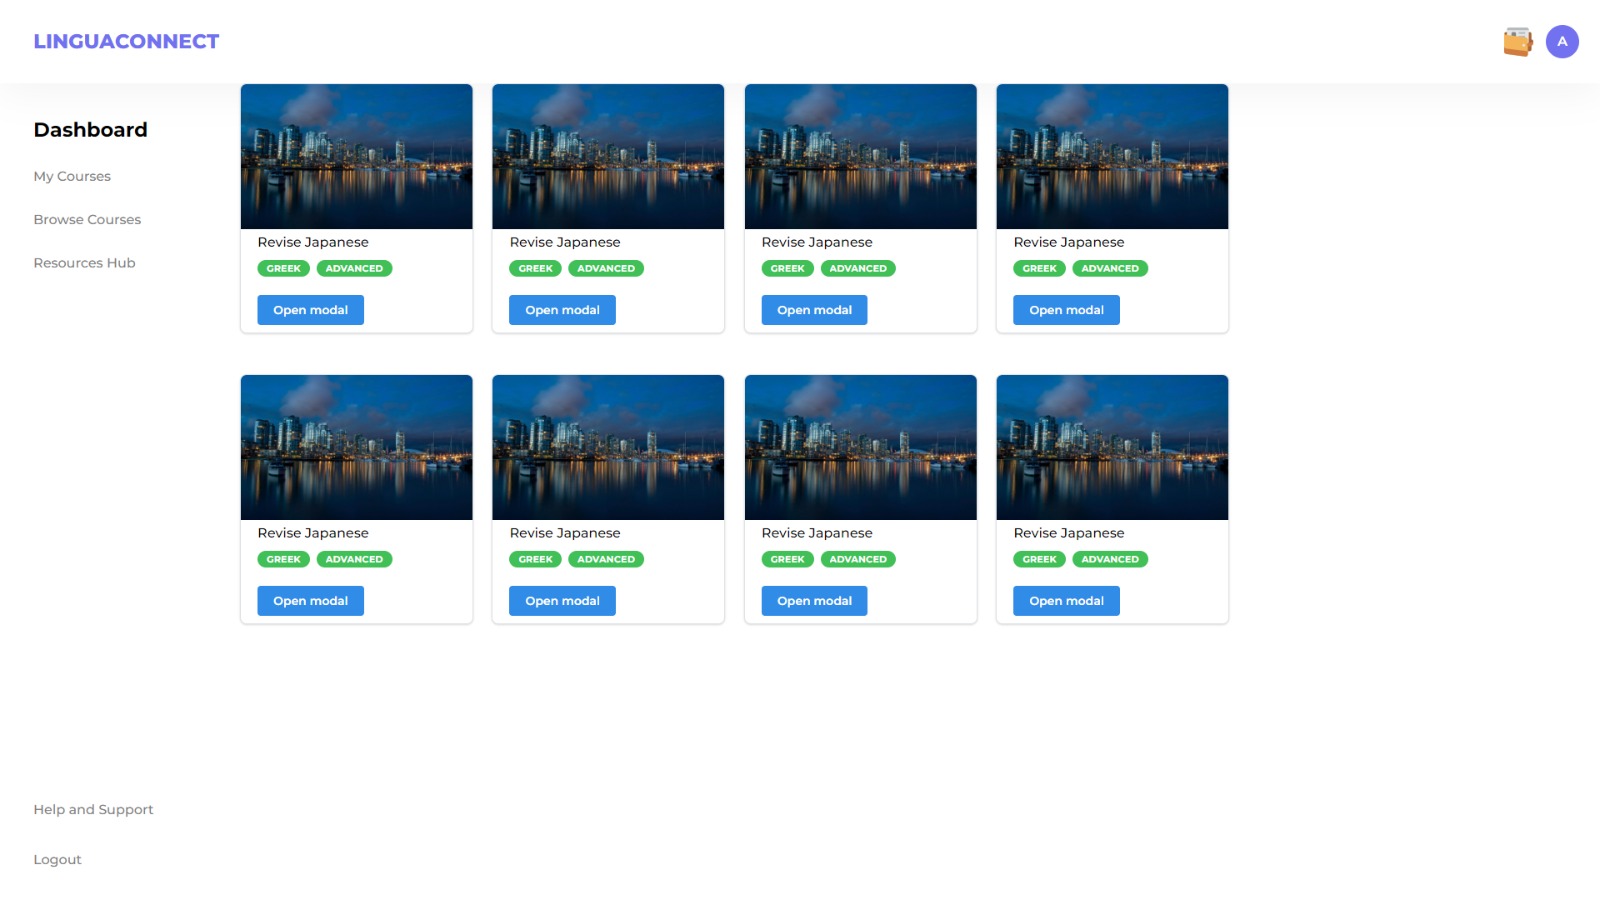 LINGUACONNECT
A
Dashboard
My Courses
Browse Courses
Resources Hub
Help and Support
Logout
Revise Japanese Revise Japanese Revise Japanese Revise Japanese
GREEK ADVANCED GREEK ADVANCED GREEK ADVANCED GREEK ADVANCED
Open modal Open modal Open modal Open modal
Revise Japanese Revise Japanese Revise Japanese Revise Japanese
GREEK ADVANCED GREEK ADVANCED GREEK ADVANCED GREEK ADVANCED
Open modal Open modal Open modal Open modal